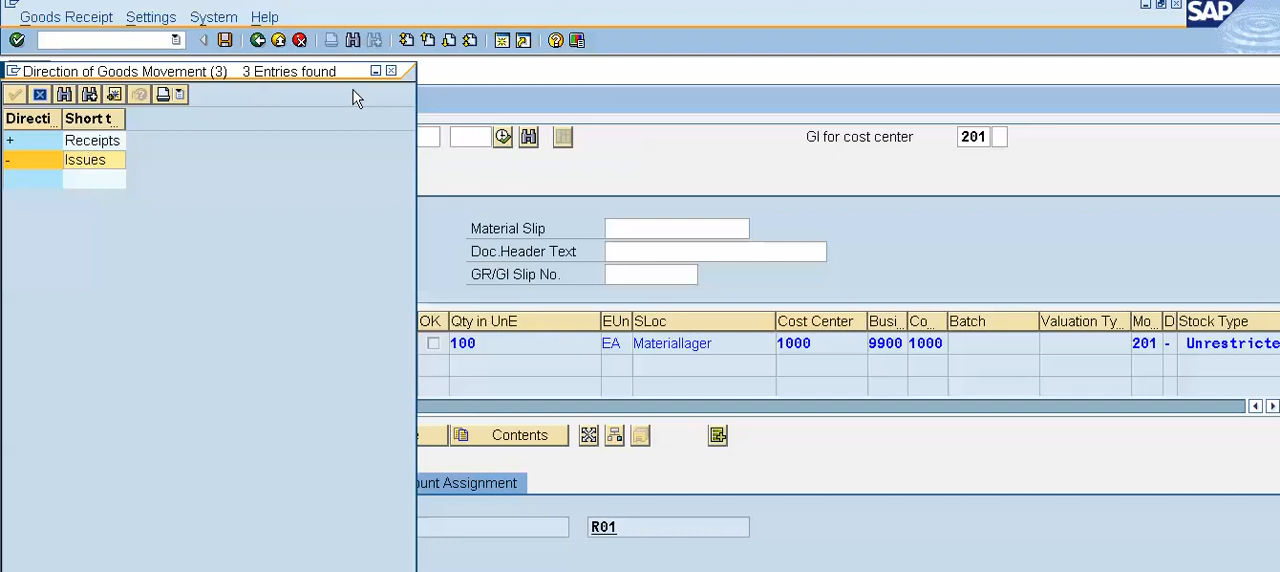 Goods Receipt Settings System Help
SAP
Direction of Goods Movement (3) 3 Entries found
Directi... Short t...
+ Receipts
- Issues
GI for cost center 201
Material Slip
Doc.Header Text
GR/GI Slip No.
OK Qty in UnE EUn SLoc Cost Center Busi... Co... Batch Valuation Ty... Mo... D Stock Type
100 EA Materiallager 1000 9900 1000 201 - Unrestricte
Contents
ount Assignment
R01